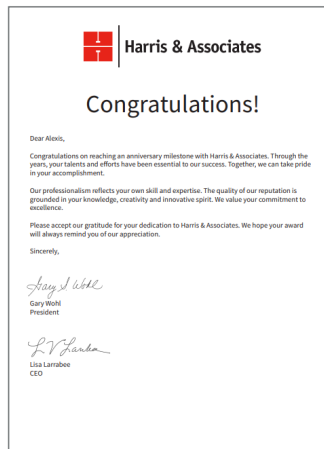 Harris & Associates
Congratulations!
Dear Alexis,
Congratulations on reaching an anniversary milestone with Harris & Associates. Through the
years, your talents and efforts have been essential to our success. Together, we can take pride
in your accomplishment.
Our professionalism reflects your own skill and expertise. The quality of our reputation is
grounded in your knowledge, creativity and innovative spirit. We value your commitment to
excellence.
Please accept our gratitude for your dedication to Harris & Associates. We hope your award
will always remind you of our appreciation.
Sincerely,
Gary S Wohl
Gary Wohl
President
Lisa Larrabee
CEO